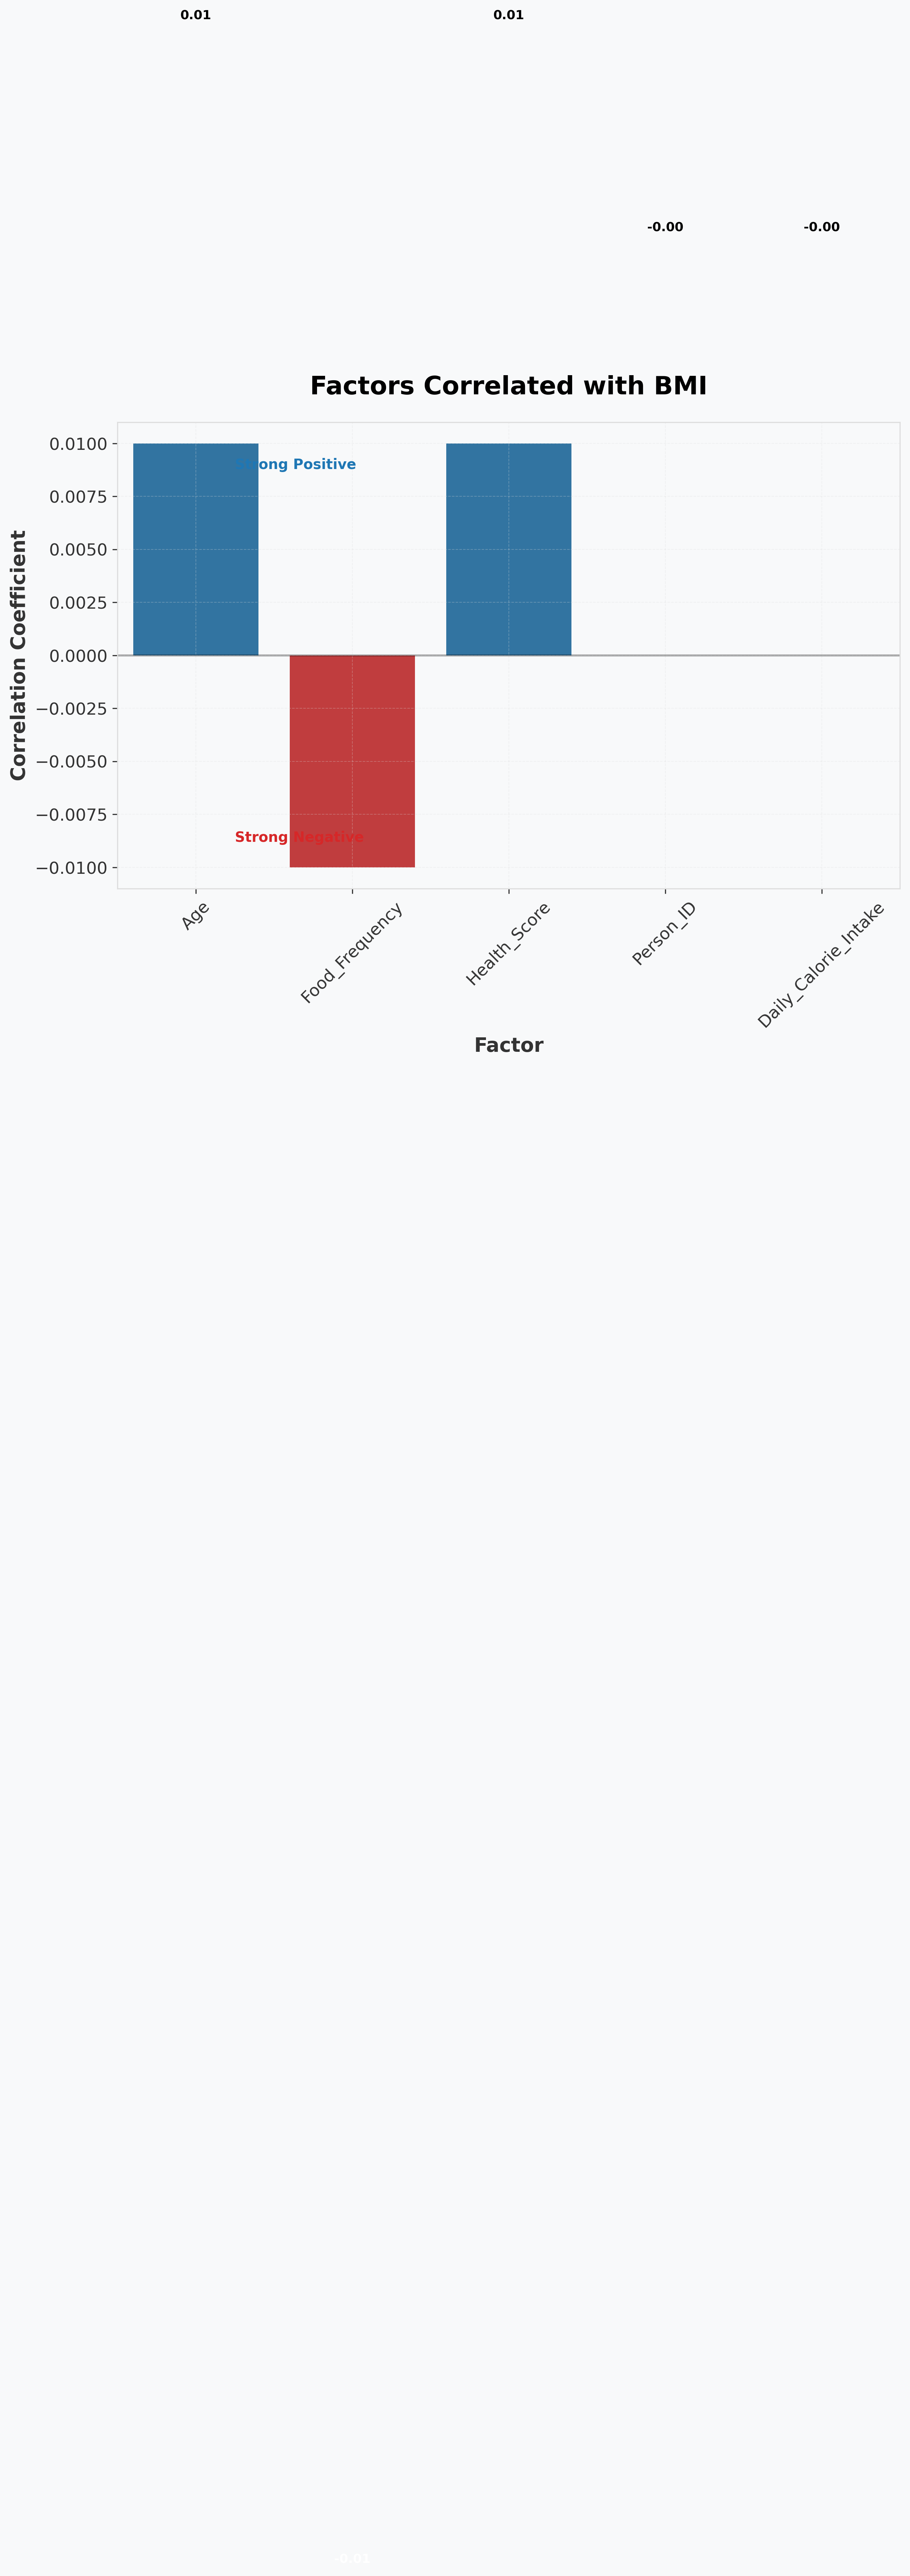 0.01
0.01
-0.00
-0.00
Factors Correlated with BMI
0.0100
Strong Positive
0.0075
0.0050
0.0025
0.0000
−0.0025
−0.0050
−0.0075
Strong Negative
−0.0100
Correlation Coefficient
Age
Food_Frequency
Health_Score
Person_ID
Daily_Calorie_Intake
Factor
-0.01